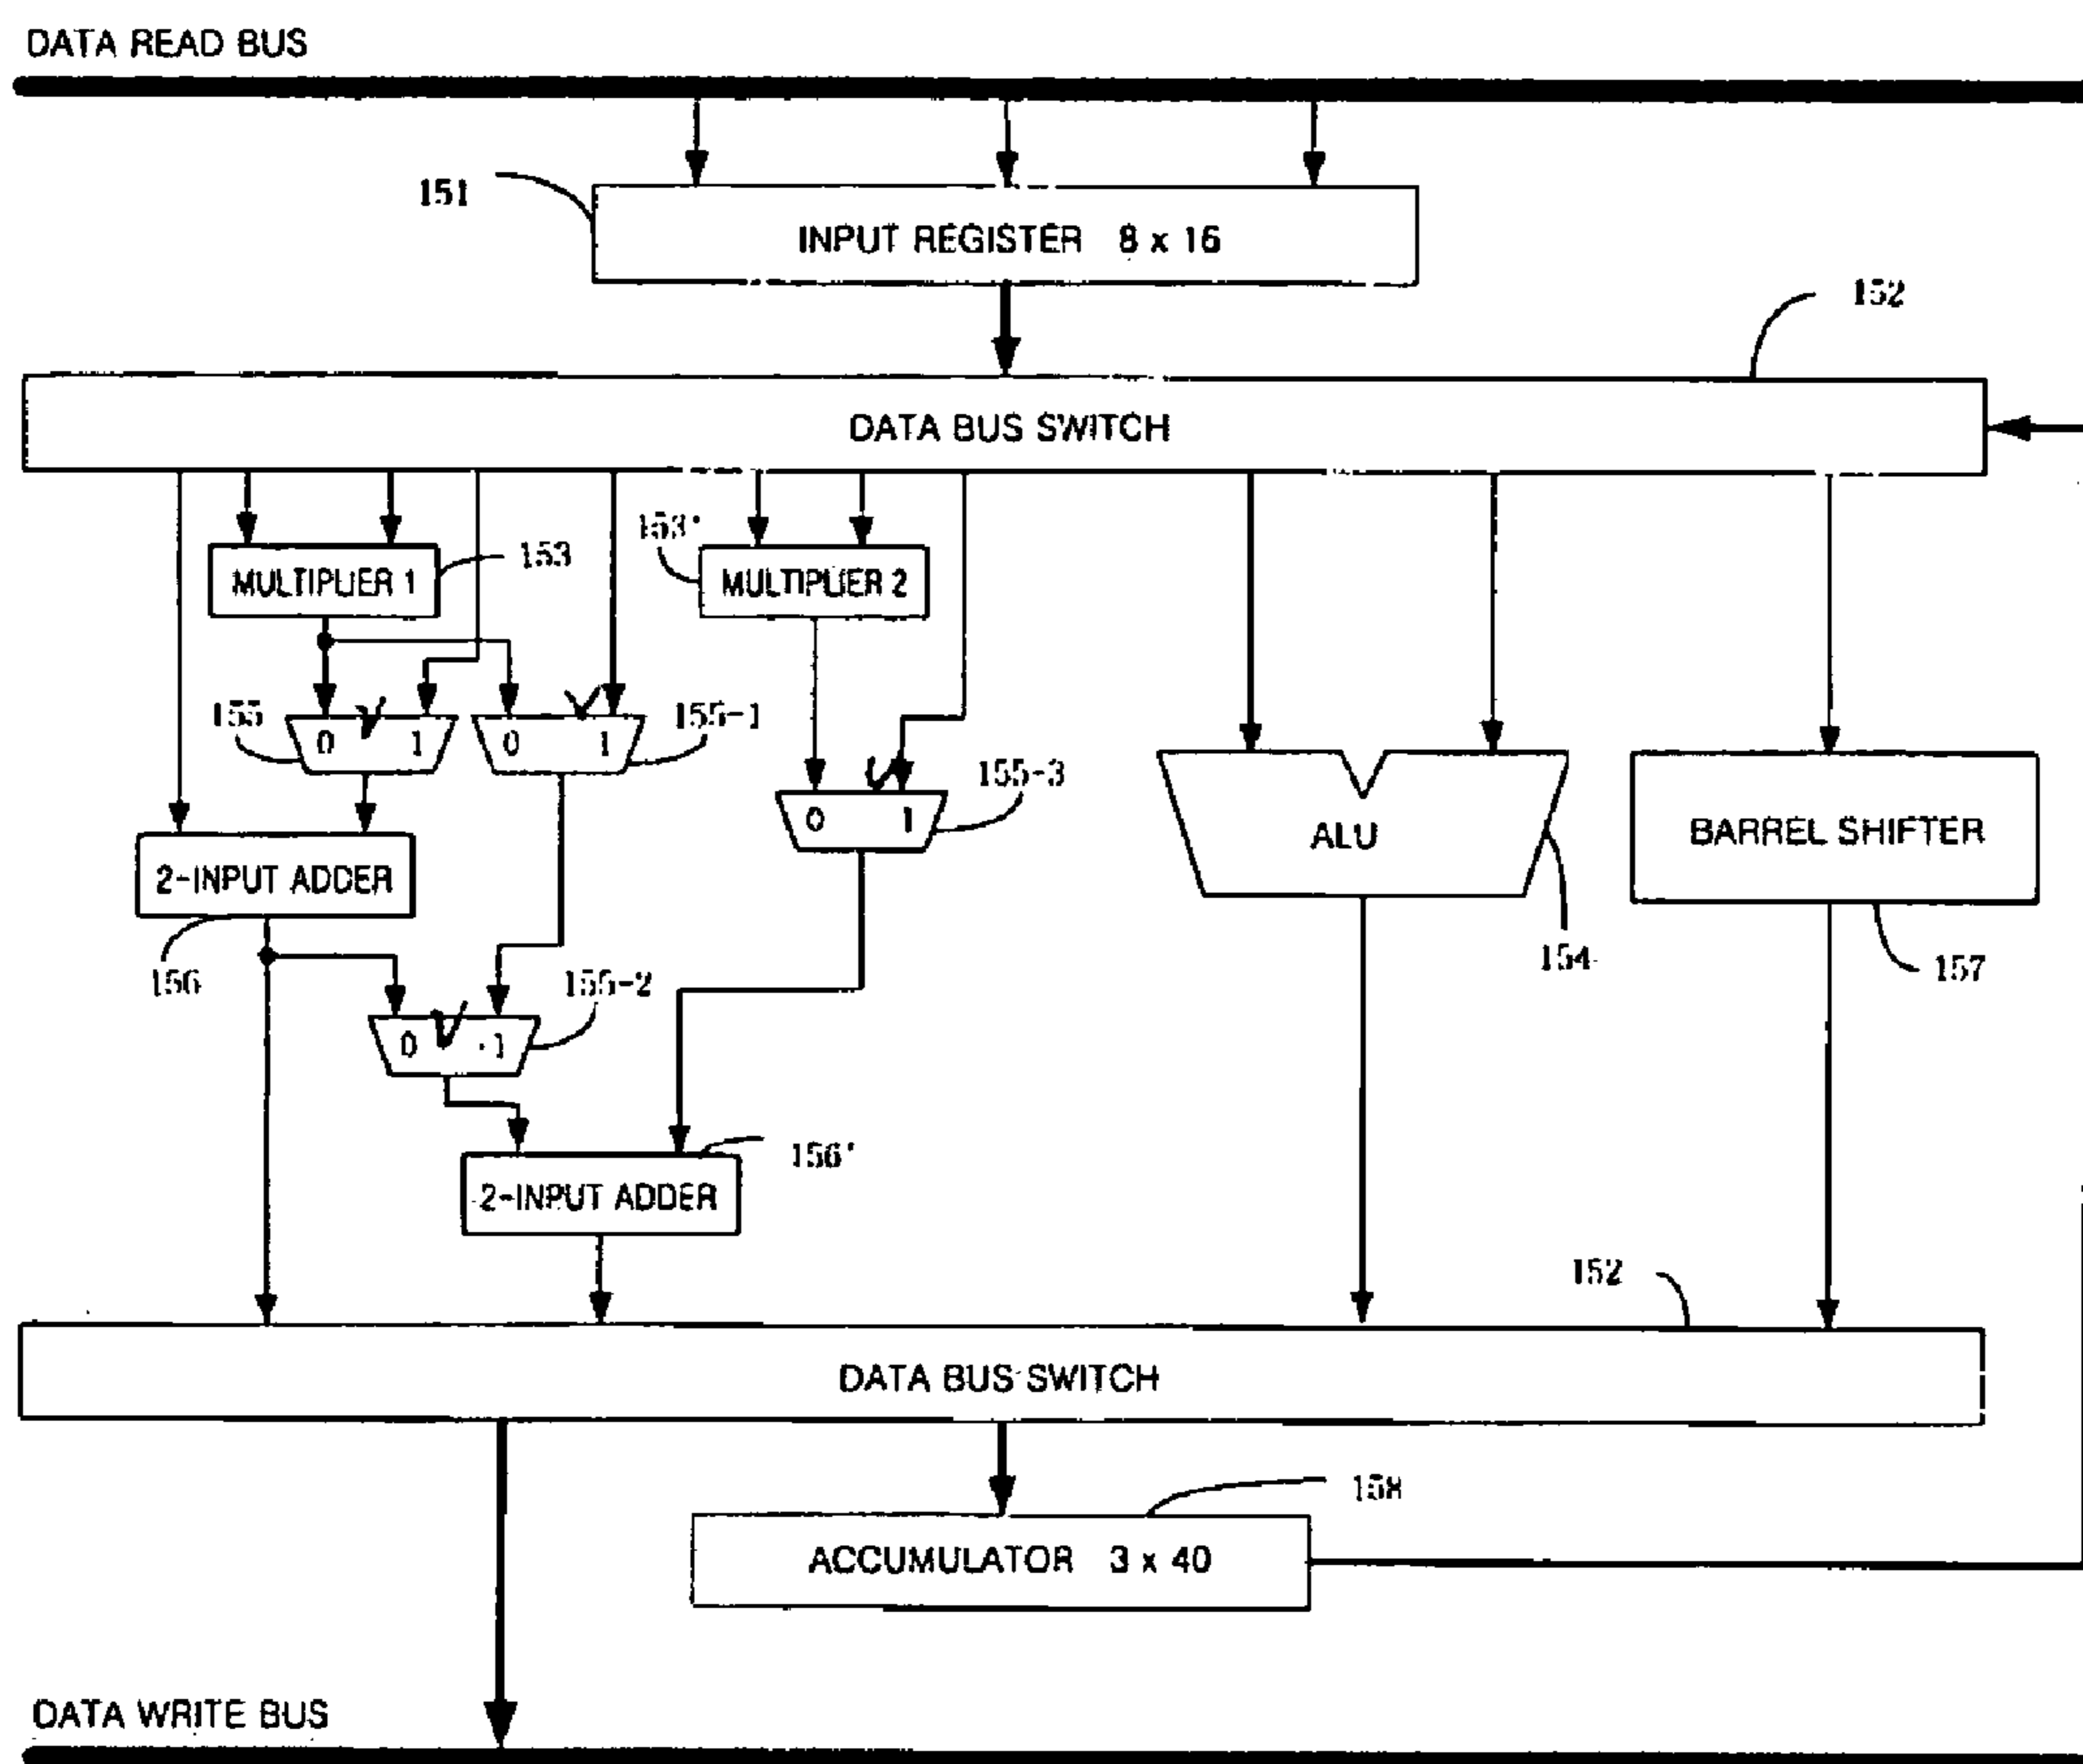 DATA READ BUS
151
INPUT REGISTER 8 x 16
152
DATA BUS SWITCH
153'
153
MULTIPLIER 1
MULTIPLIER 2
155
0 1
0 1
155-1
155-3
0 1
2-INPUT ADDER
ALU
BARREL SHIFTER
156
155-2
154
157
0 1
156'
2-INPUT ADDER
152
DATA BUS SWITCH
158
ACCUMULATOR 3 x 40
DATA WRITE BUS